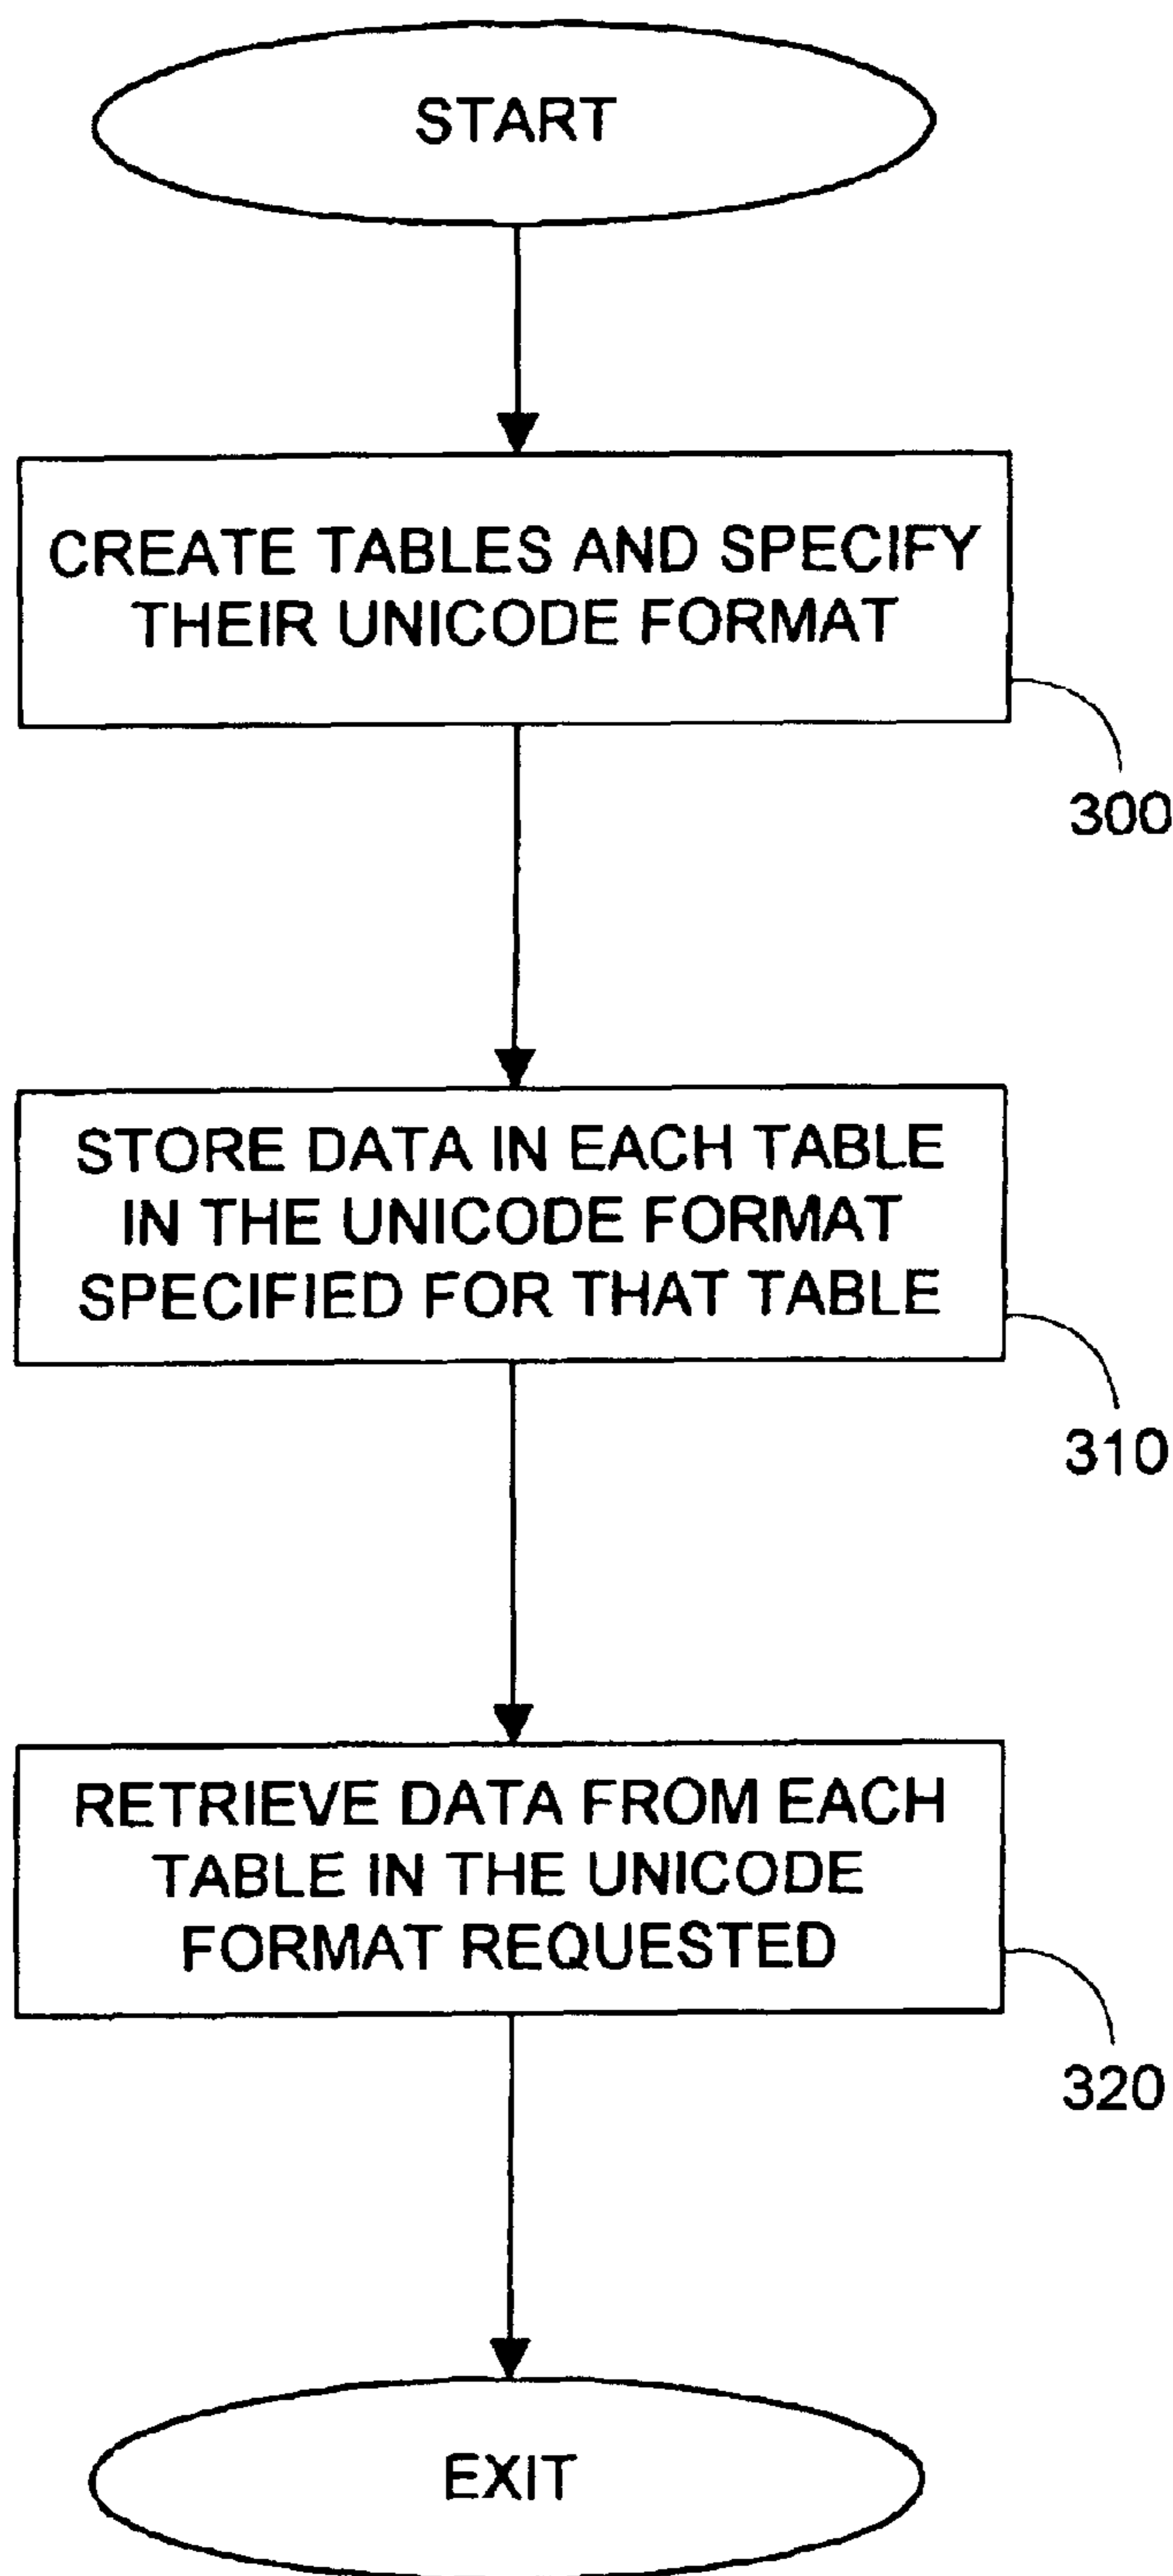 START
CREATE TABLES AND SPECIFY
THEIR UNICODE FORMAT
300
STORE DATA IN EACH TABLE
IN THE UNICODE FORMAT
SPECIFIED FOR THAT TABLE
310
RETRIEVE DATA FROM EACH
TABLE IN THE UNICODE
FORMAT REQUESTED
320
EXIT